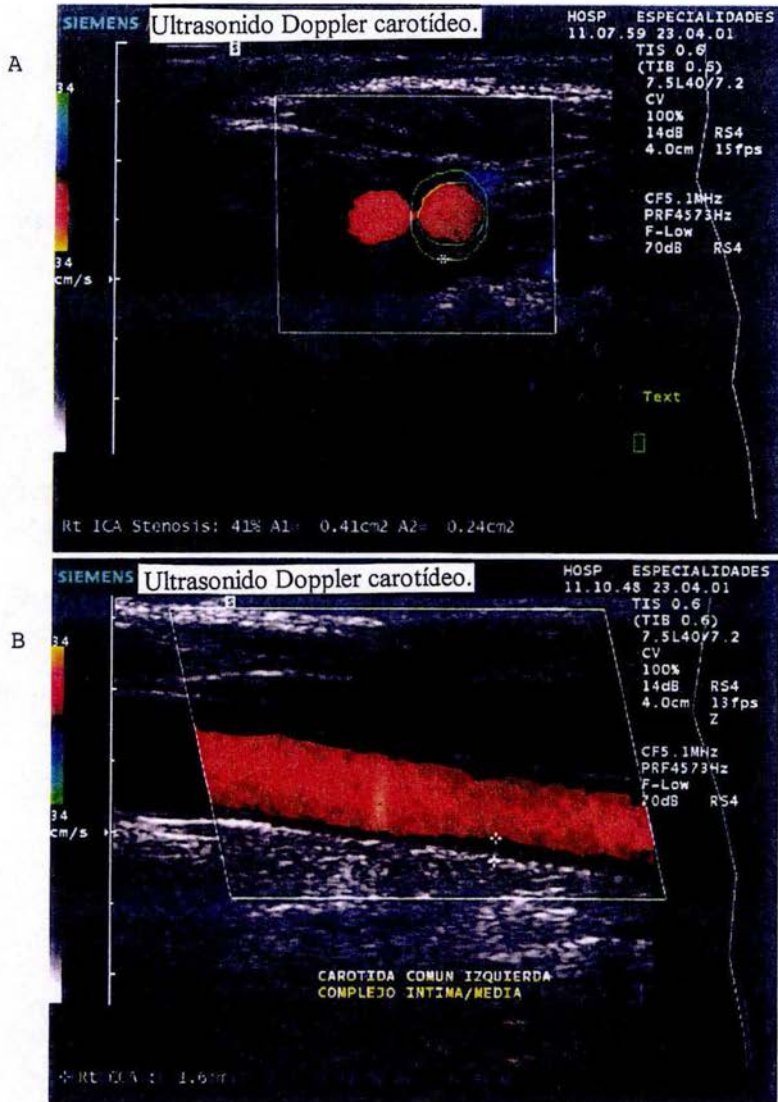 A
SIEMENS Ultrasonido Doppler carotídeo.
HOSP ESPECIALIDADES
11.07.59 23.04.01
TIS 0.6
(TIB 0.6)
7.5L40/7.2
CV
100%
14dB RS4
4.0cm 15fps
CF5.1MHz
PRF4573Hz
F-Low
70dB RS4
34
34
cm/s
Text
Rt ICA Stenosis: 41% A1= 0.41cm2 A2= 0.24cm2
B
SIEMENS Ultrasonido Doppler carotídeo.
HOSP ESPECIALIDADES
11.10.48 23.04.01
TIS 0.6
(TIB 0.6)
7.5L40/7.2
CV
100%
14dB RS4
4.0cm 13fps
Z
CF5.1MHz
PRF4573Hz
F-Low
70dB RS4
34
34
cm/s
CAROTIDA COMUN IZQUIERDA
COMPLEJO INTIMA/MEDIA
Rt CCA :